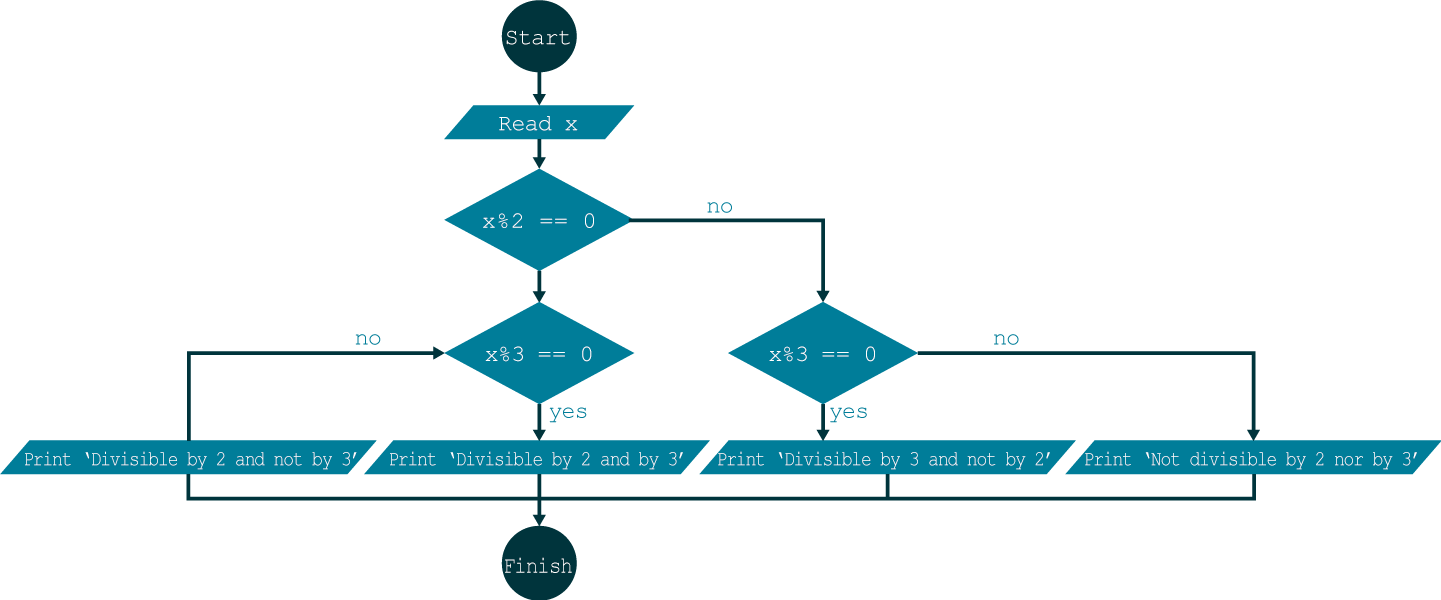 Start
Read x
x%2 == 0
no
x%3 == 0
no
yes
x%3 == 0
no
yes
Print ‘Divisible by 2 and not by 3’
Print ‘Divisible by 2 and by 3’
Print ‘Divisible by 3 and not by 2’
Print ‘Not divisible by 2 nor by 3’
Finish